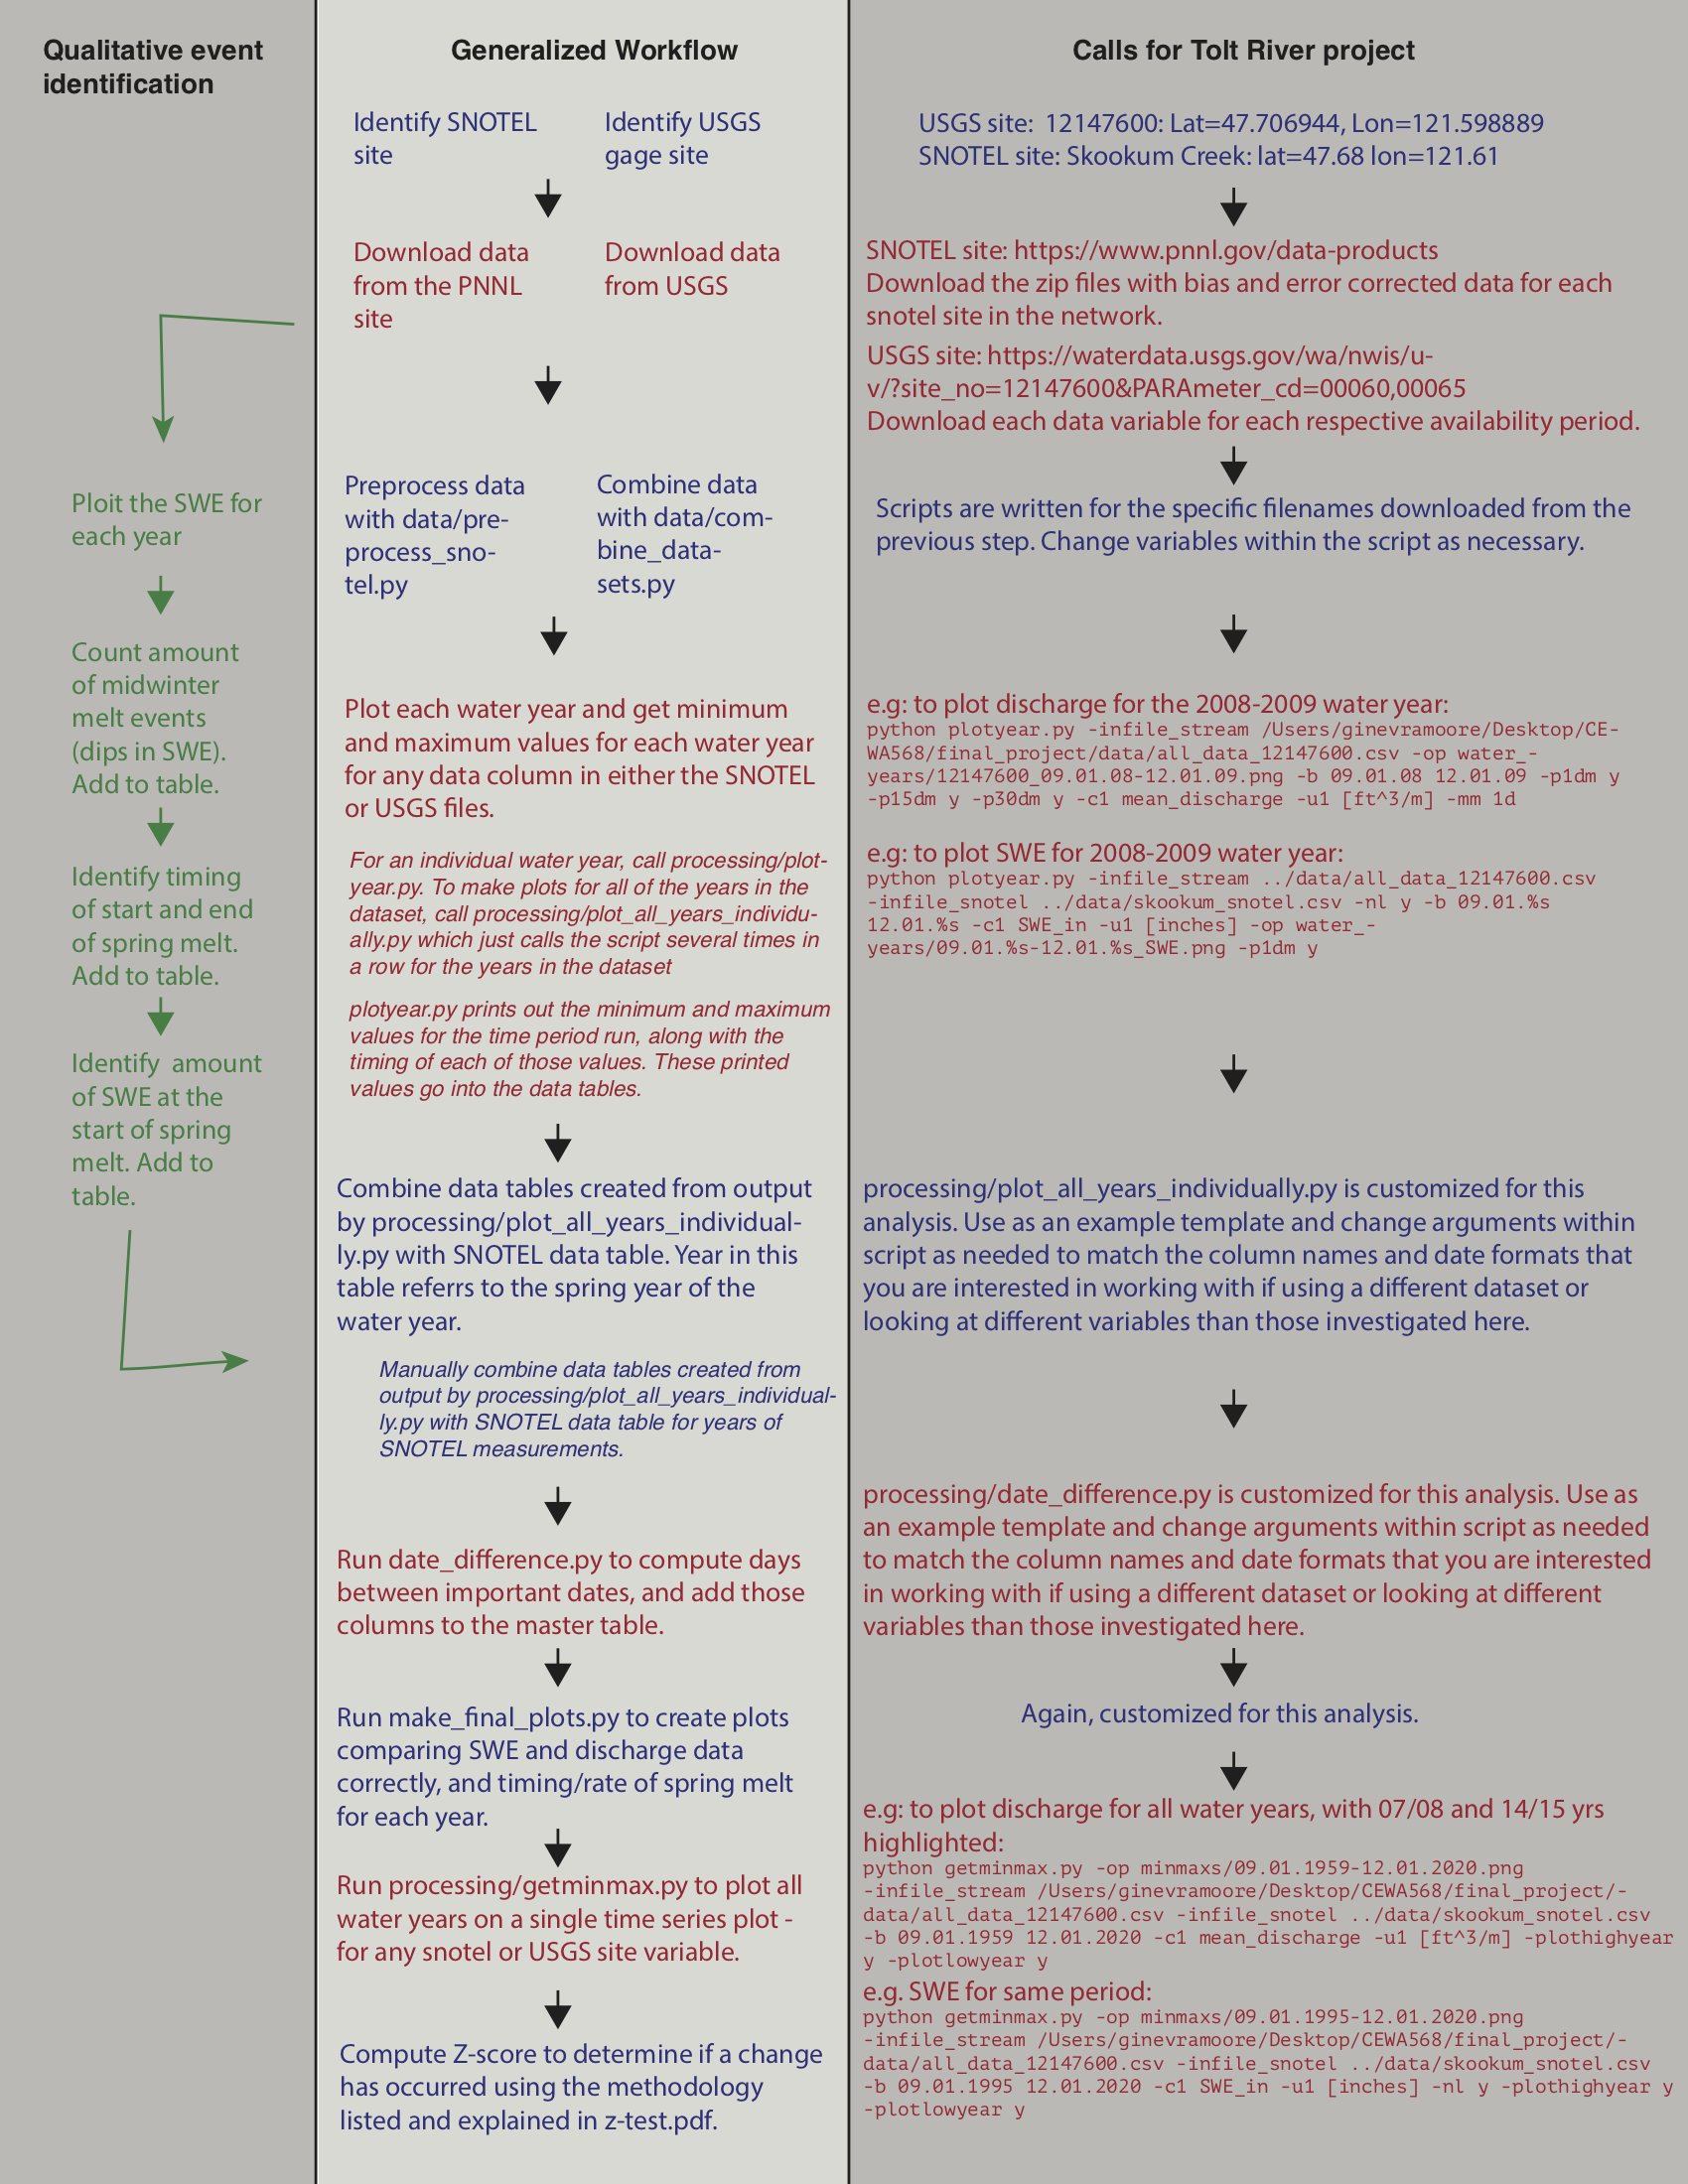 Qualitative event
identification
Ploit the SWE for
each year
Count amount
of midwinter
melt events
(dips in SWE).
Add to table.
Identify timing
of start and end
of spring melt.
Add to table.
Identify  amount
of SWE at the
start of spring
melt. Add to
table.
Generalized Workflow
Identify SNOTEL
site
Identify USGS
gage site
Download data
from the PNNL
site
Download data
from USGS
Preprocess data
with data/pre-
process_sno-
tel.py
Combine data
with data/com-
bine_data-
sets.py
Plot each water year and get minimum
and maximum values for each water year
for any data column in either the SNOTEL
or USGS files.
For an individual water year, call processing/plot-
year.py. To make plots for all of the years in the
dataset, call processing/plot_all_years_individu-
ally.py which just calls the script several times in
a row for the years in the dataset
plotyear.py prints out the minimum and maximum
values for the time period run, along with the
timing of each of those values. These printed
values go into the data tables.
Combine data tables created from output
by processing/plot_all_years_individual-
ly.py with SNOTEL data table. Year in this
table referrs to the spring year of the
water year.
Manually combine data tables created from
output by processing/plot_all_years_individual-
ly.py with SNOTEL data table for years of
SNOTEL measurements.
Run date_difference.py to compute days
between important dates, and add those
columns to the master table.
Run make_final_plots.py to create plots
comparing SWE and discharge data
correctly, and timing/rate of spring melt
for each year.
Run processing/getminmax.py to plot all
water years on a single time series plot -
for any snotel or USGS site variable.
Compute Z-score to determine if a change
has occurred using the methodology
listed and explained in z-test.pdf.
Calls for Tolt River project
USGS site:  12147600: Lat=47.706944, Lon=121.598889
SNOTEL site: Skookum Creek: lat=47.68 lon=121.61
SNOTEL site: https://www.pnnl.gov/data-products
Download the zip files with bias and error corrected data for each
snotel site in the network.
USGS site: https://waterdata.usgs.gov/wa/nwis/u-
v/?site_no=12147600&PARAmeter_cd=00060,00065
Download each data variable for each respective availability period.
Scripts are written for the specific filenames downloaded from the
previous step. Change variables within the script as necessary.
e.g: to plot discharge for the 2008-2009 water year:
python plotyear.py -infile_stream /Users/ginevramoore/Desktop/CE-
WA568/final_project/data/all_data_12147600.csv -op water_-
years/12147600_09.01.08-12.01.09.png -b 09.01.08 12.01.09 -p1dm y
-p15dm y -p30dm y -c1 mean_discharge -u1 [ft^3/m] -mm 1d
e.g: to plot SWE for 2008-2009 water year:
python plotyear.py -infile_stream ../data/all_data_12147600.csv
-infile_snotel ../data/skookum_snotel.csv -nl y -b 09.01.%s
12.01.%s -c1 SWE_in -u1 [inches] -op water_-
years/09.01.%s-12.01.%s_SWE.png -p1dm y
processing/plot_all_years_individually.py is customized for this
analysis. Use as an example template and change arguments within
script as needed to match the column names and date formats that
you are interested in working with if using a different dataset or
looking at different variables than those investigated here.
processing/date_difference.py is customized for this analysis. Use as
an example template and change arguments within script as needed
to match the column names and date formats that you are interested
in working with if using a different dataset or looking at different
variables than those investigated here.
Again, customized for this analysis.
e.g: to plot discharge for all water years, with 07/08 and 14/15 yrs
highlighted:
python getminmax.py -op minmaxs/09.01.1959-12.01.2020.png
-infile_stream /Users/ginevramoore/Desktop/CEWA568/final_project/-
data/all_data_12147600.csv -infile_snotel ../data/skookum_snotel.csv
-b 09.01.1959 12.01.2020 -c1 mean_discharge -u1 [ft^3/m] -plothighyear
y -plotlowyear y
e.g. SWE for same period:
python getminmax.py -op minmaxs/09.01.1995-12.01.2020.png
-infile_stream /Users/ginevramoore/Desktop/CEWA568/final_project/-
data/all_data_12147600.csv -infile_snotel ../data/skookum_snotel.csv
-b 09.01.1995 12.01.2020 -c1 SWE_in -u1 [inches] -nl y -plothighyear y
-plotlowyear y